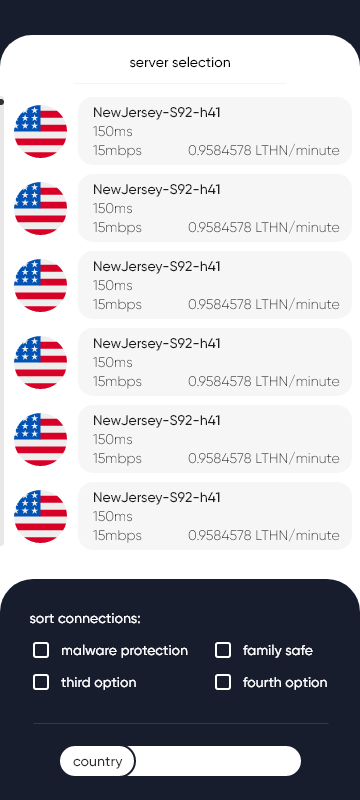 server selection
NewJersey-S92-h41
150ms
15mbps 0.9584578 LTHN/minute
NewJersey-S92-h41
150ms
15mbps 0.9584578 LTHN/minute
NewJersey-S92-h41
150ms
15mbps 0.9584578 LTHN/minute
NewJersey-S92-h41
150ms
15mbps 0.9584578 LTHN/minute
NewJersey-S92-h41
150ms
15mbps 0.9584578 LTHN/minute
NewJersey-S92-h41
150ms
15mbps 0.9584578 LTHN/minute
sort connections:
malware protection family safe
third option fourth option
country